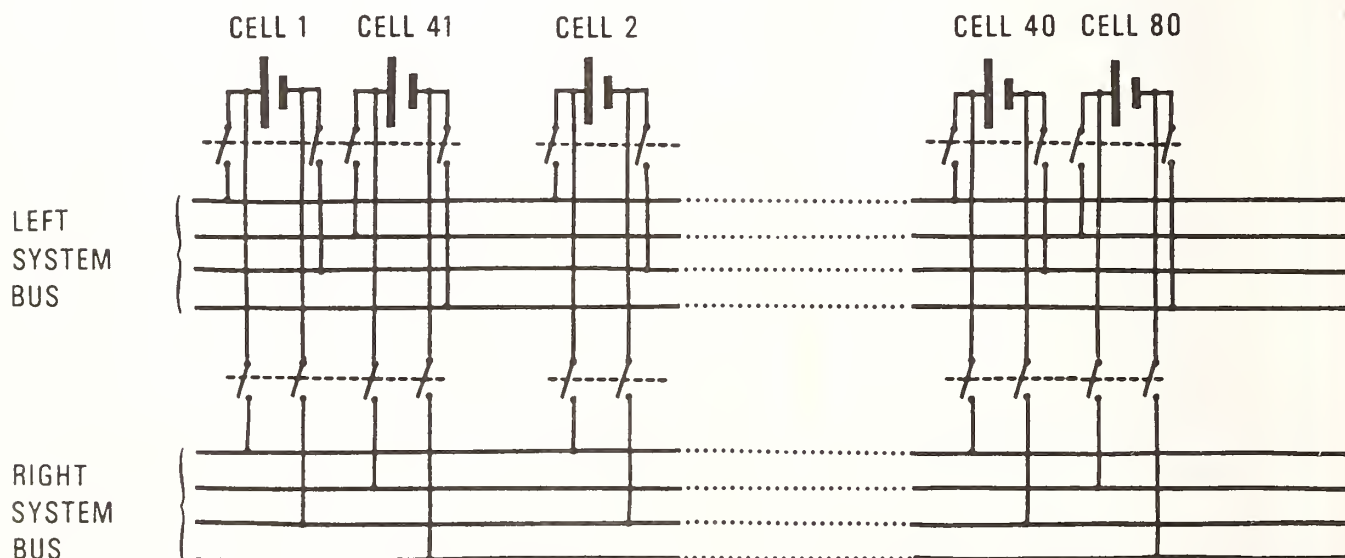 CELL 1 CELL 41 CELL 2 CELL 40 CELL 80
LEFT
SYSTEM
BUS
RIGHT
SYSTEM
BUS